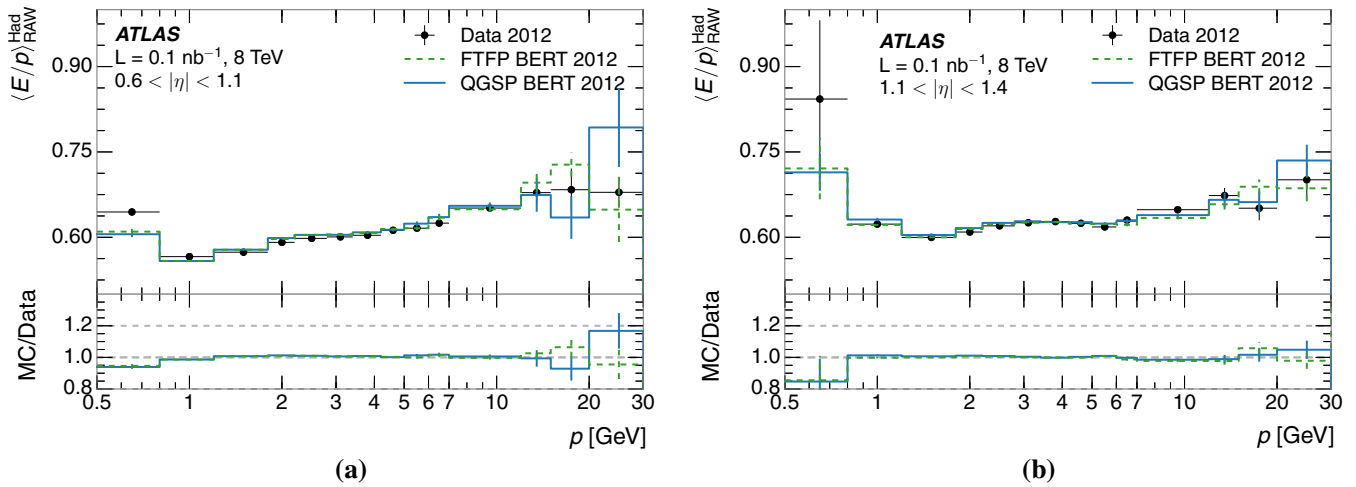 ⟨E/p⟩Had RAW
0.90
0.75
0.60
ATLAS
L = 0.1 nb⁻¹, 8 TeV
0.6 < |η| < 1.1
Data 2012
FTFP BERT 2012
QGSP BERT 2012
MC/Data
1.2
1.0
0.8
0.5 1 2 3 4 5 6 7 10 20 30
p [GeV]
(a)
⟨E/p⟩Had RAW
0.90
0.75
0.60
ATLAS
L = 0.1 nb⁻¹, 8 TeV
1.1 < |η| < 1.4
Data 2012
FTFP BERT 2012
QGSP BERT 2012
MC/Data
1.2
1.0
0.8
0.5 1 2 3 4 5 6 7 10 20 30
p [GeV]
(b)